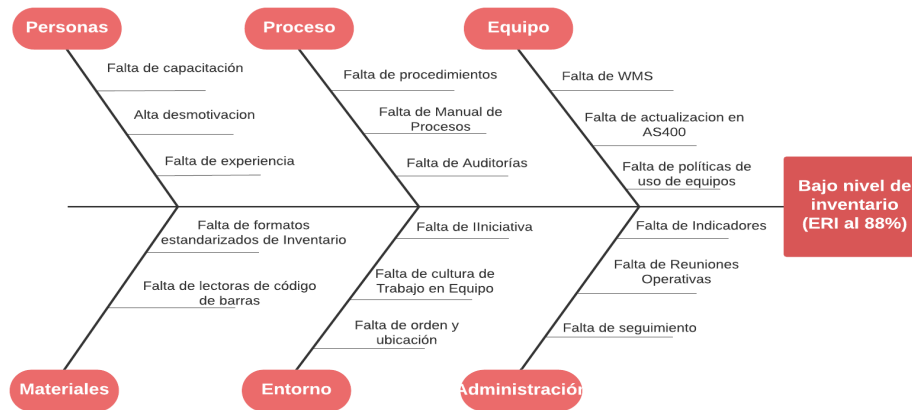 Personas
Proceso
Equipo
Falta de capacitación
Alta desmotivacion
Falta de experiencia
Falta de procedimientos
Falta de Manual de
Procesos
Falta de Auditorías
Falta de WMS
Falta de actualizacion en
AS400
Falta de políticas de
uso de equipos
Bajo nivel de
inventario
(ERI al 88%)
Falta de formatos
estandarizados de Inventario
Falta de lectoras de código
de barras
Falta de IIniciativa
Falta de cultura de
Trabajo en Equipo
Falta de orden y
ubicación
Falta de Indicadores
Falta de Reuniones
Operativas
Falta de seguimiento
Materiales
Entorno
Administración